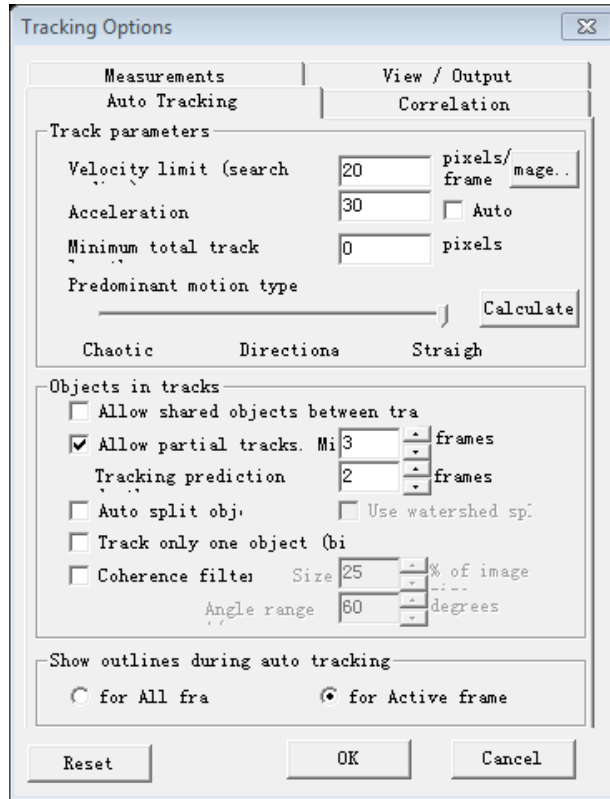 Tracking Options
Measurements View / Output
Auto Tracking Correlation
Track parameters
Velocity limit (search 20 pixels/ frame mage..
Acceleration 30 Auto
Minimum total track 0 pixels
Predominant motion type
Calculate
Chaotic Directiona Straigh
Objects in tracks
Allow shared objects between tra
Allow partial tracks. Mi 3 frames
Tracking prediction 2 frames
Auto split obj Use watershed sp
Track only one object (bi
Coherence filter Size 25 % of image
Angle range 60 degrees
Show outlines during auto tracking
for All fra for Active frame
Reset OK Cancel